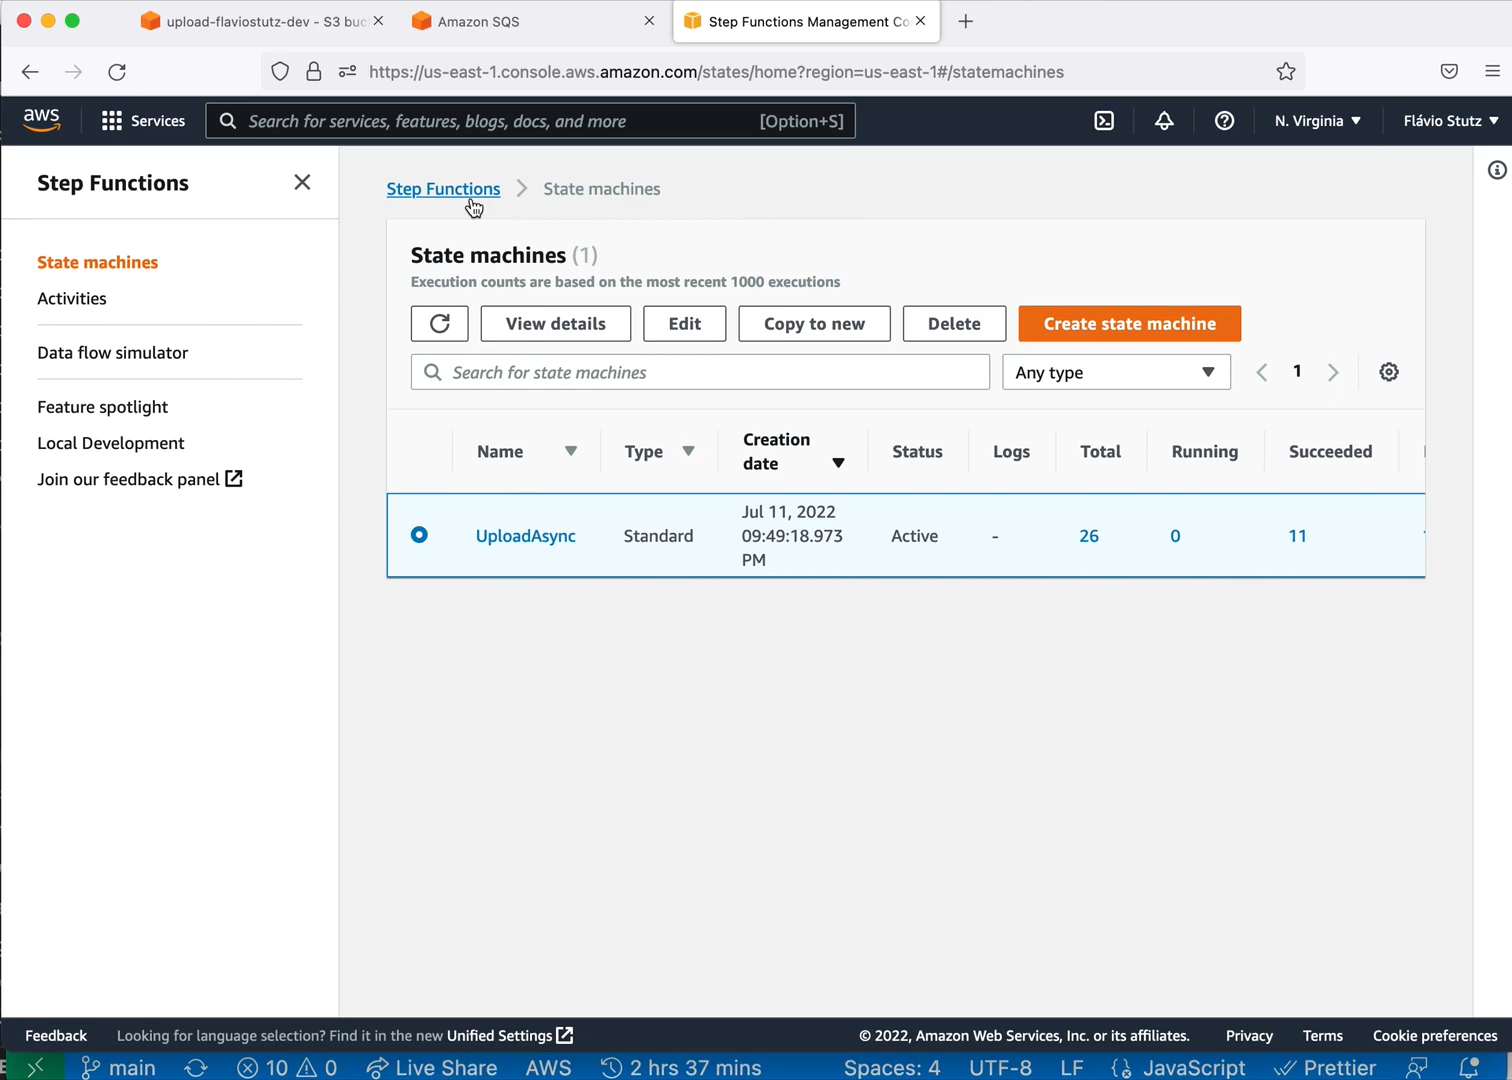 upload-flaviostutz-dev - S3 buc
Amazon SQS
Step Functions Management Co
https://us-east-1.console.aws.amazon.com/states/home?region=us-east-1#/statemachines
aws
Services
Search for services, features, blogs, docs, and more
[Option+S]
N. Virginia
Flávio Stutz
Step Functions
State machines
Activities
Data flow simulator
Feature spotlight
Local Development
Join our feedback panel
Step Functions > State machines
State machines (1)
Execution counts are based on the most recent 1000 executions
View details
Edit
Copy to new
Delete
Create state machine
Search for state machines
Any type
1
Name
Type
Creation
date
Status
Logs
Total
Running
Succeeded
UploadAsync
Standard
Jul 11, 2022
09:49:18.973
PM
Active
-
26
0
11
Feedback
Looking for language selection? Find it in the new Unified Settings
© 2022, Amazon Web Services, Inc. or its affiliates.
Privacy
Terms
Cookie preferences
main
10
0
Live Share
AWS
2 hrs 37 mins
Spaces: 4
UTF-8
LF
JavaScript
Prettier